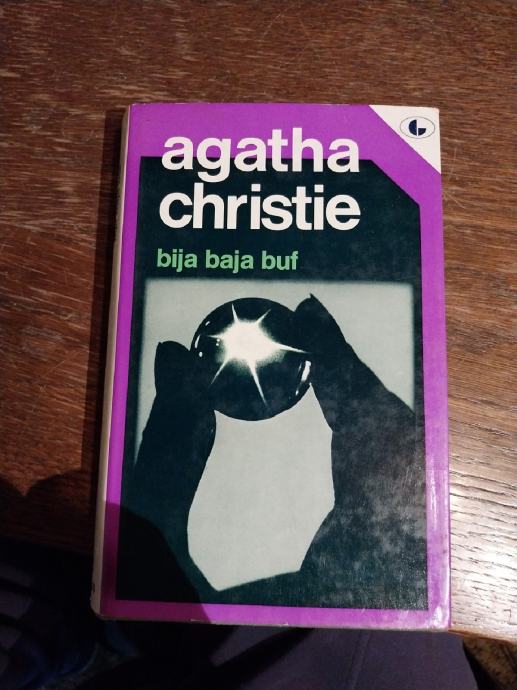 agatha
christie
bija baja buf